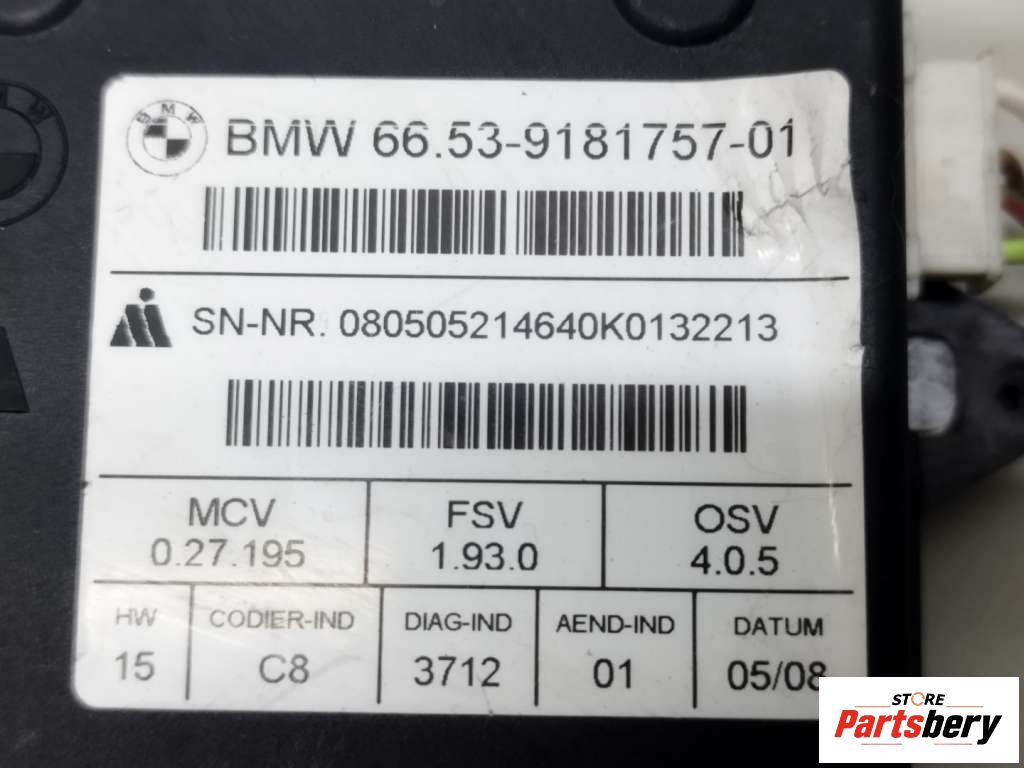 BMW
BMW 66.53-9181757-01
SN-NR. 080505214640K0132213
MCV FSV OSV
0.27.195 1.93.0 4.0.5
HW CODIER-IND DIAG-IND AEND-IND DATUM
15 C8 3712 01 05/08
STORE
Partsbery